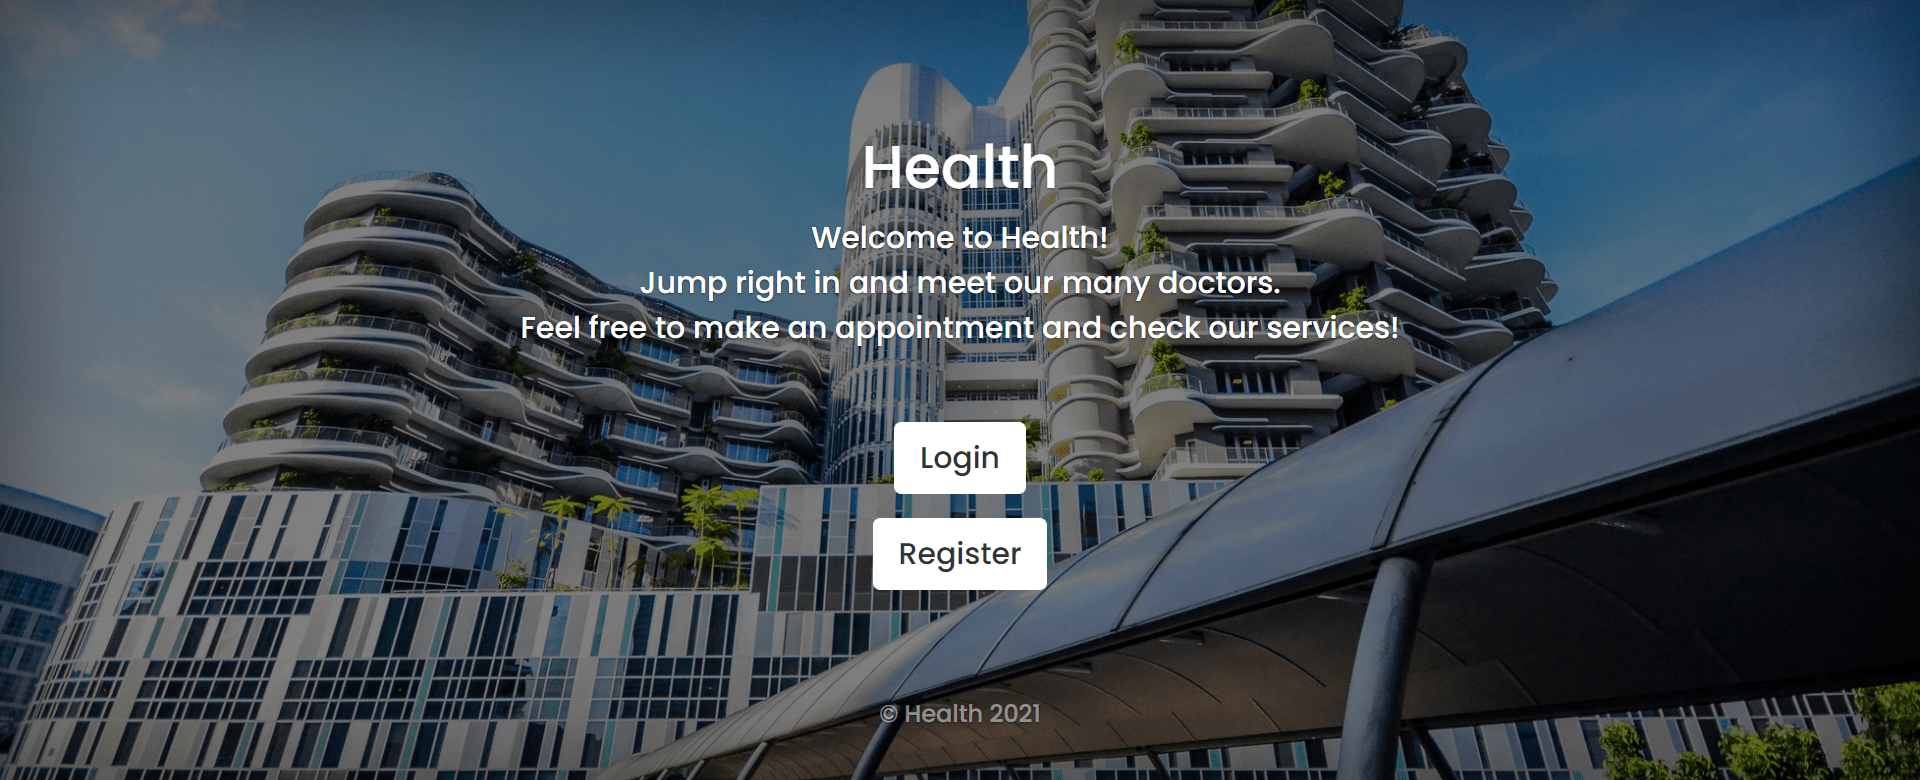 Health
Welcome to Health!
Jump right in and meet our many doctors.
Feel free to make an appointment and check our services!
Login
Register
© Health 2021